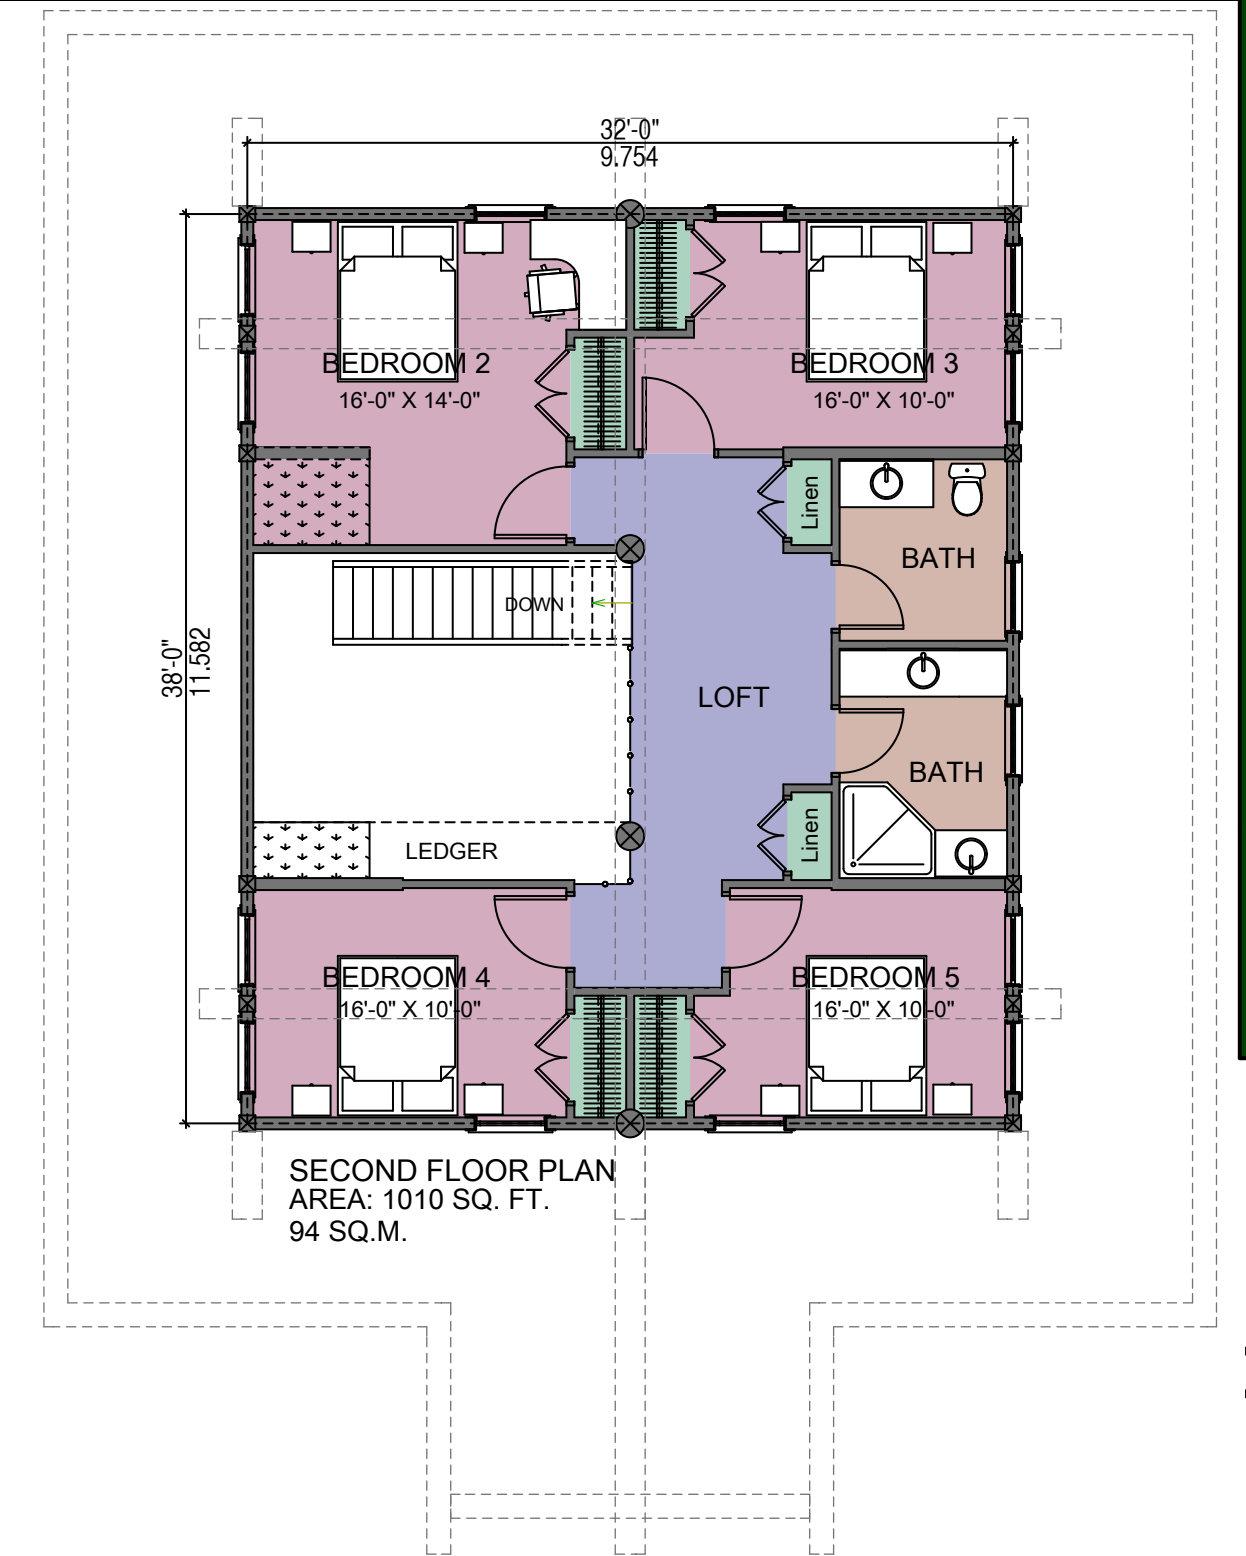 32'-0"
9.754
BEDROOM 2
16'-0" X 14'-0"
BEDROOM 3
16'-0" X 10'-0"
Linen
BATH
DOWN
38'-0"
11.582
LOFT
BATH
Linen
LEDGER
BEDROOM 4
16'-0" X 10'-0"
BEDROOM 5
16'-0" X 10'-0"
SECOND FLOOR PLAN
AREA: 1010 SQ. FT.
94 SQ.M.